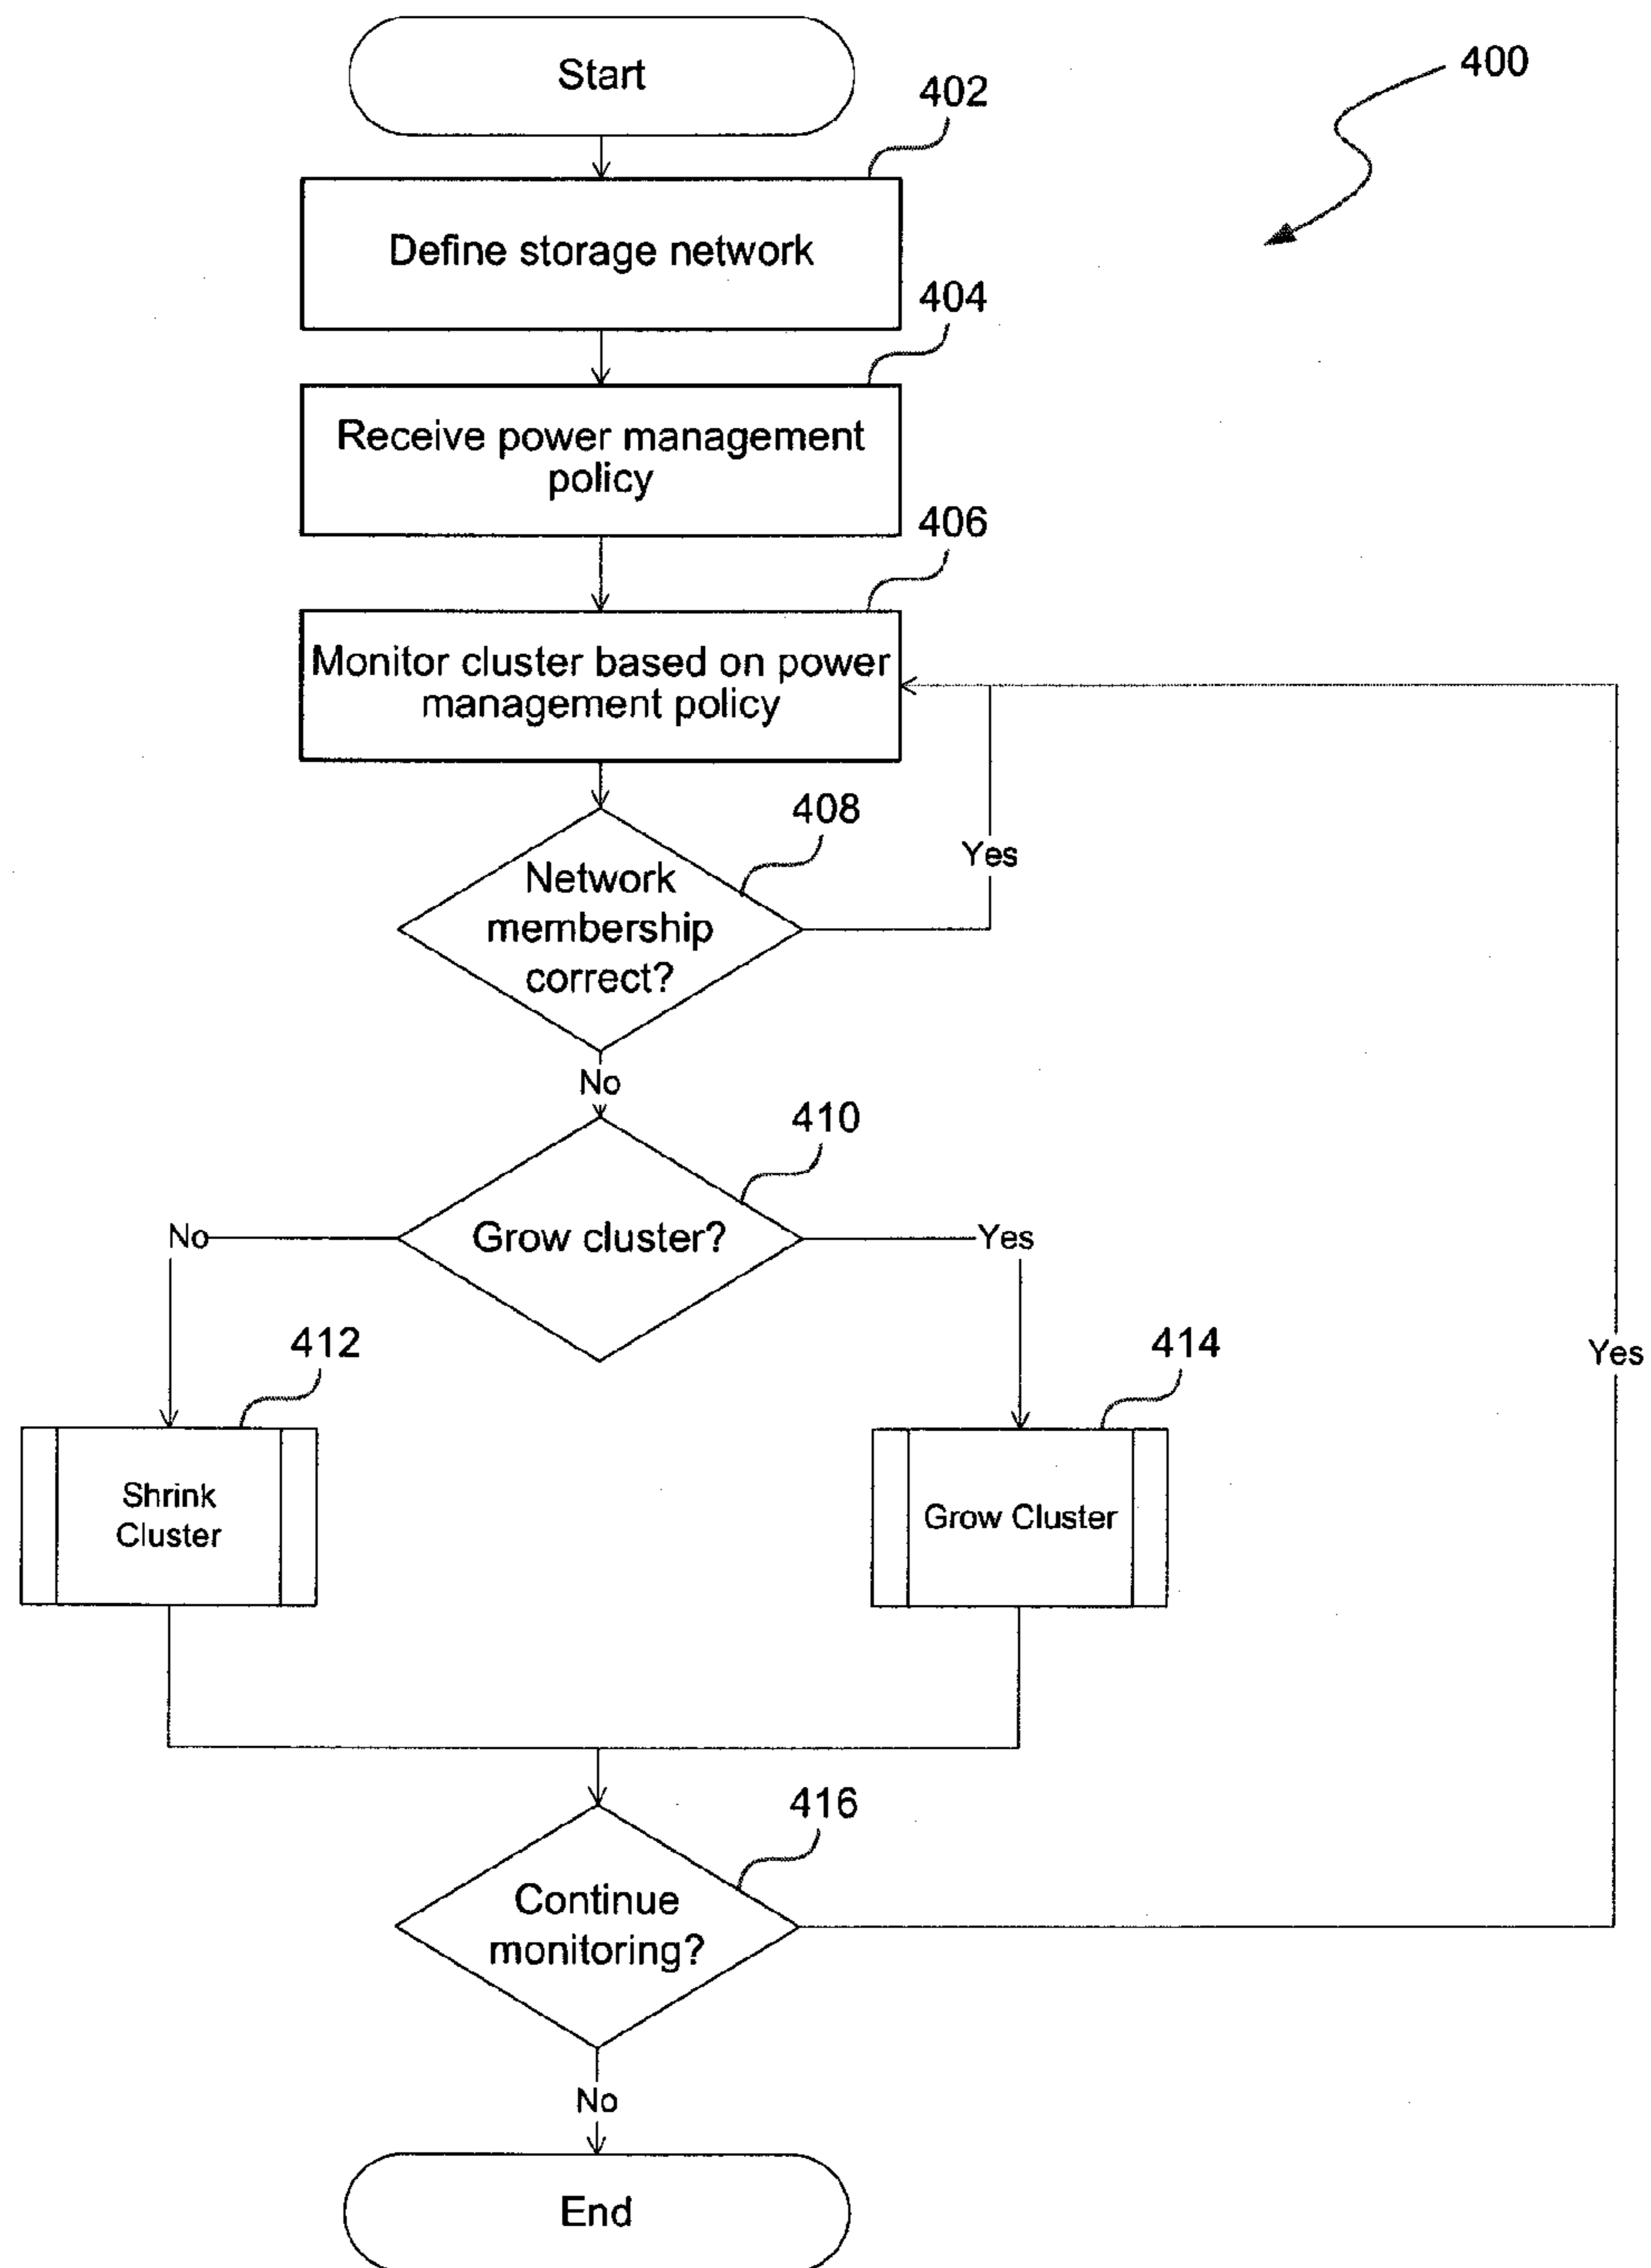 Start
400
402
Define storage network
404
Receive power management
policy
406
Monitor cluster based on power
management policy
408
Network
membership
correct?
Yes
No
410
Grow cluster?
No
Yes
412
Shrink
Cluster
414
Grow Cluster
Yes
416
Continue
monitoring?
No
End